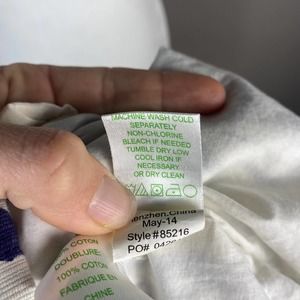 MACHINE WASH COLD
SEPARATELY
NON-CHLORINE
BLEACH IF NEEDED
TUMBLE DRY LOW
COOL IRON IF
NECESSARY
OR DRY CLEAN
China
May-14
Style #85216
PO#
COTON
DOUBLURE:
100% COTON
FABRIQUE EN
CHINE